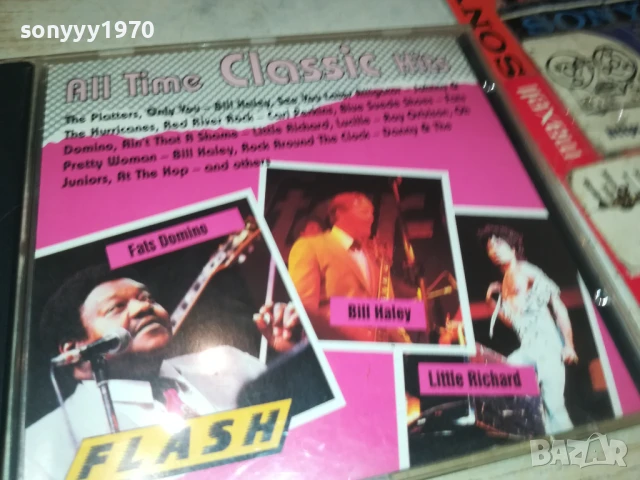 sonyyy1970
All Time Classic Hits
The Platters, Only You – Bill Haley, See You Later Alligator – Johnny &
The Hurricanes, Red River Rock – Carl Perkins, Blue Suede Shoes – Fats
Domino, Ain't That A Shame – Little Richard, Lucille – Roy Orbison, Oh
Pretty Woman – Bill Haley, Rock Around The Clock – Danny & The
Juniors, At The Hop – and others
Fats Domino
Bill Haley
Little Richard
FLASH
SONY
maxell
BAZAR